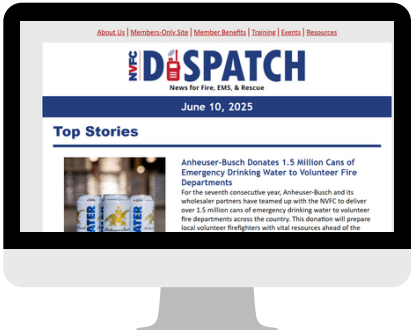 About Us | Members-Only Site | Member Benefits | Training | Events | Resources
NVFC DISPATCH
News for Fire, EMS, & Rescue
June 10, 2025
Top Stories
Anheuser-Busch Donates 1.5 Million Cans of
Emergency Drinking Water to Volunteer Fire
Departments
For the seventh consecutive year, Anheuser-Busch and its
wholesaler partners have teamed up with the NVFC to deliver
over 1.5 million cans of emergency drinking water to volunteer
fire departments across the country. This donation will prepare
local volunteer firefighters with vital resources ahead of the
WATER
WATER